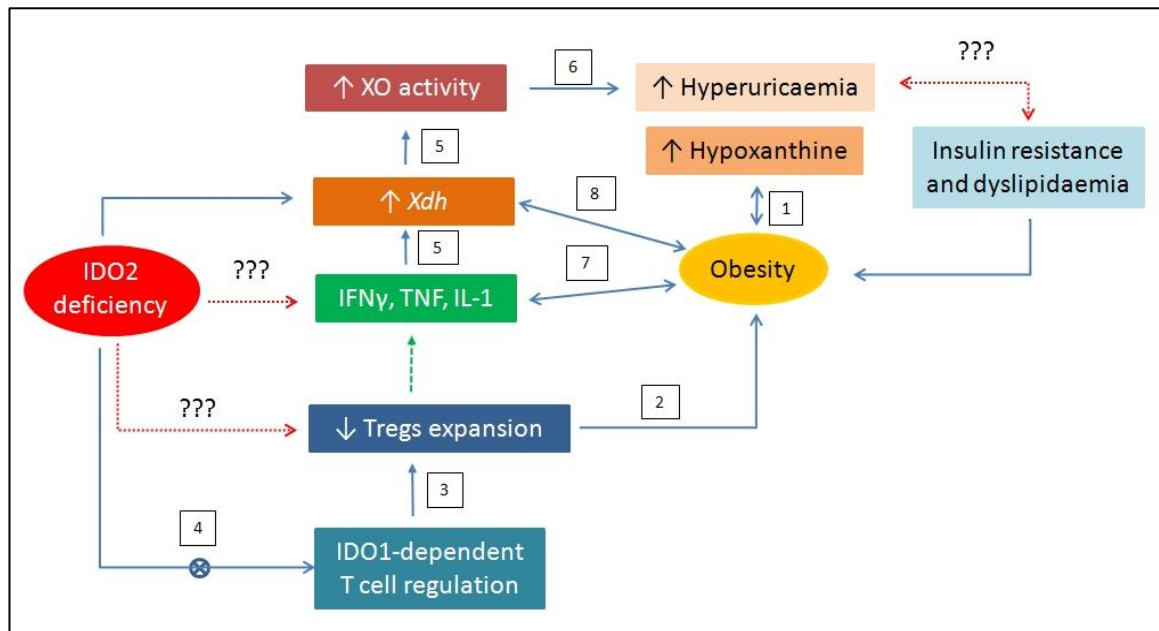 ???
6
↑ XO activity
↑ Hyperuricaemia
5
↑ Hypoxanthine
Insulin resistance
and dyslipidaemia
↑ Xdh
8
1
5
IDO2
deficiency
???
7
Obesity
IFNγ, TNF, IL-1
???
2
↓ Tregs expansion
3
4
IDO1-dependent
T cell regulation